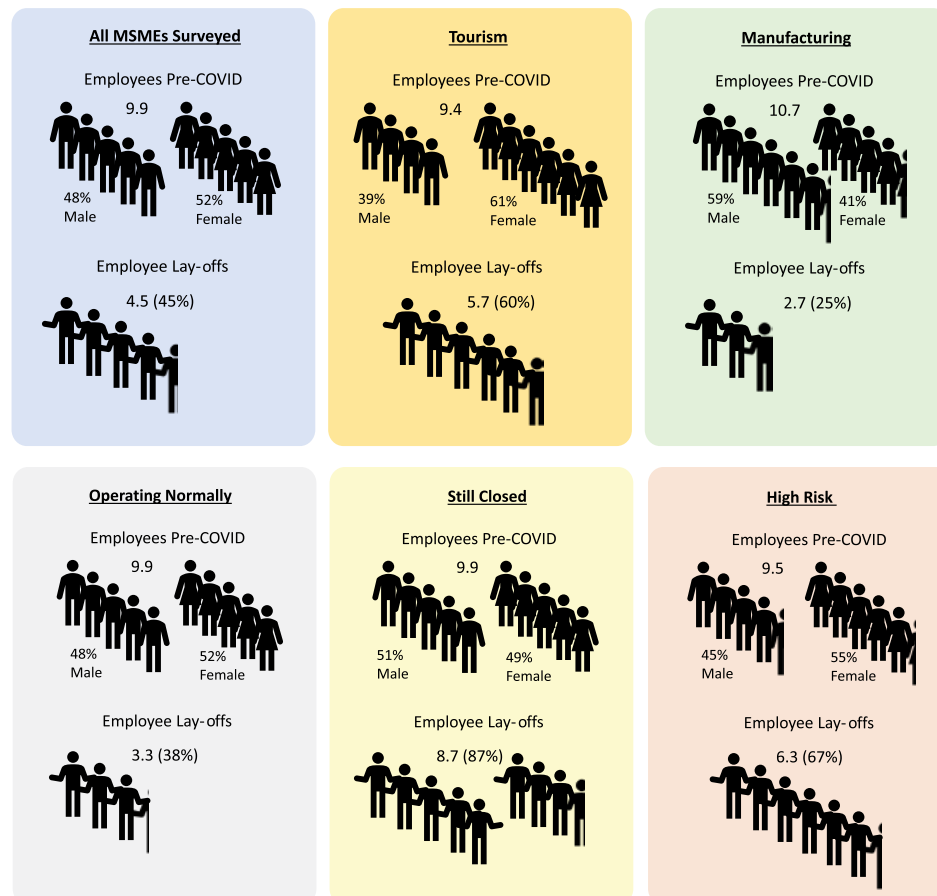 All MSMEs Surveyed
Employees Pre-COVID
9.9
48%
Male
52%
Female
Employee Lay-offs
4.5 (45%)
Tourism
Employees Pre-COVID
9.4
39%
Male
61%
Female
Employee Lay-offs
5.7 (60%)
Manufacturing
Employees Pre-COVID
10.7
59%
Male
41%
Female
Employee Lay-offs
2.7 (25%)
Operating Normally
Employees Pre-COVID
9.9
48%
Male
52%
Female
Employee Lay-offs
3.3 (38%)
Still Closed
Employees Pre-COVID
9.9
51%
Male
49%
Female
Employee Lay-offs
8.7 (87%)
High Risk
Employees Pre-COVID
9.5
45%
Male
55%
Female
Employee Lay-offs
6.3 (67%)